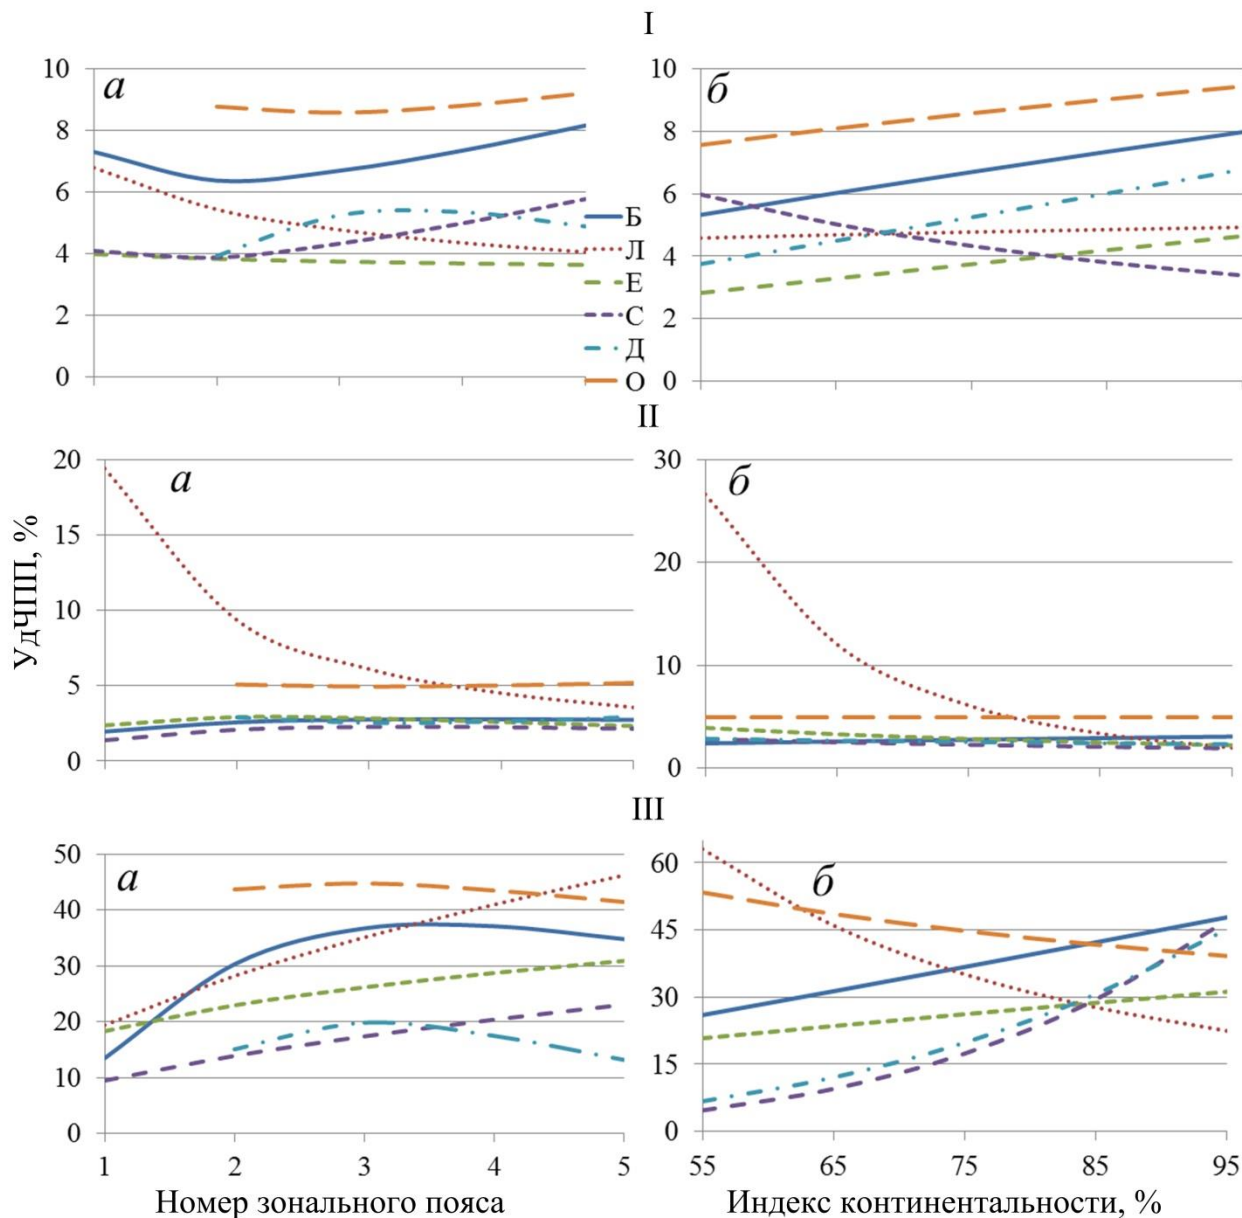 I
а
10
8
6
4
2
0
б
10
8
6
4
2
0
Б
Л
Е
С
Д
О
II
УдЧПП, %
а
20
15
10
5
0
б
30
20
10
0
III
а
50
40
30
20
10
0
1 2 3 4 5
Номер зонального пояса
б
60
45
30
15
0
55 65 75 85 95
Индекс континентальности, %